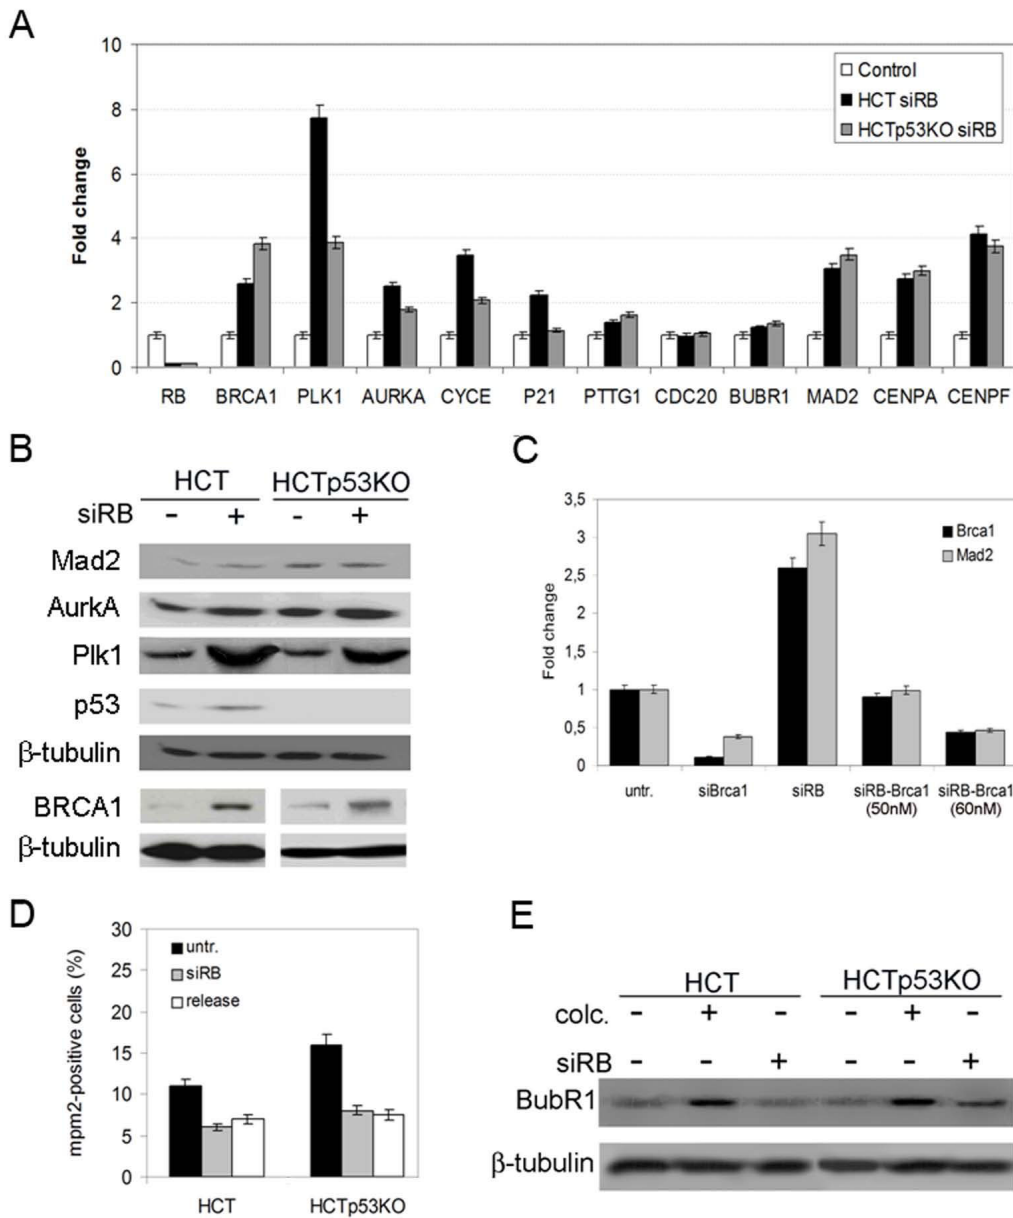 A
10
8
6
4
2
0
Fold change
Control
HCT siRB
HCTp53KO siRB
RB BRCA1 PLK1 AURKA CYCE P21 PTTG1 CDC20 BUBR1 MAD2 CENPA CENPF
B
HCT HCTp53KO
siRB - + - +
Mad2
AurkA
Plk1
p53
β-tubulin
BRCA1
β-tubulin
C
3,5
3
2,5
2
1,5
1
0,5
0
Fold change
Brca1
Mad2
untr. siBrca1 siRB siRB-Brca1 siRB-Brca1
(50nM) (60nM)
D
30
25
20
15
10
5
0
mpm2-positive cells (%)
untr.
siRB
release
HCT HCTp53KO
E
HCT HCTp53KO
colc. - + - - + -
siRB - - + - - +
BubR1
β-tubulin